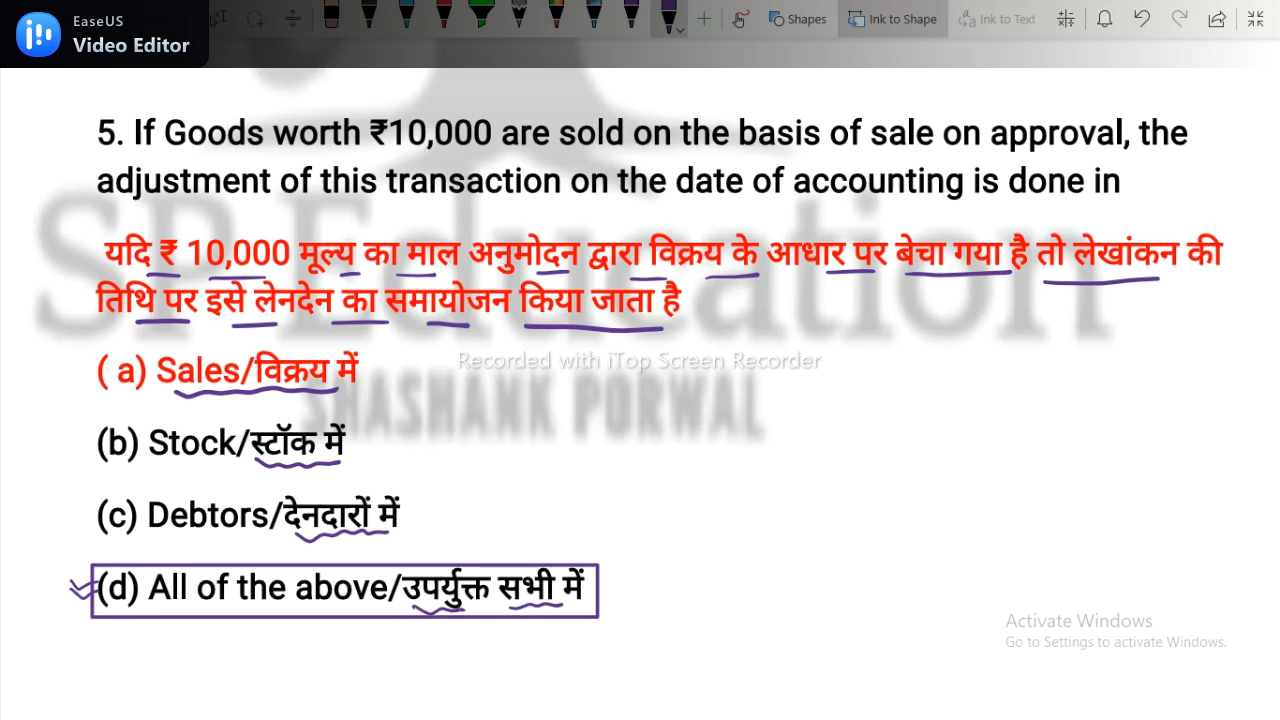 EaseUS
Video Editor
Shapes
Ink to Shape
Ink to Text
5. If Goods worth ₹10,000 are sold on the basis of sale on approval, the
adjustment of this transaction on the date of accounting is done in
यदि ₹ 10,000 मूल्य का माल अनुमोदन द्वारा विक्रय के आधार पर बेचा गया है तो लेखांकन की
तिथि पर इसे लेनदेन का समायोजन किया जाता है
( a) Sales/विक्रय में
Recorded with iTop Screen Recorder
(b) Stock/स्टॉक में
(c) Debtors/देनदारों में
(d) All of the above/उपर्युक्त सभी में
SP Education
SHASHANK PORWAL
Activate Windows
Go to Settings to activate Windows.